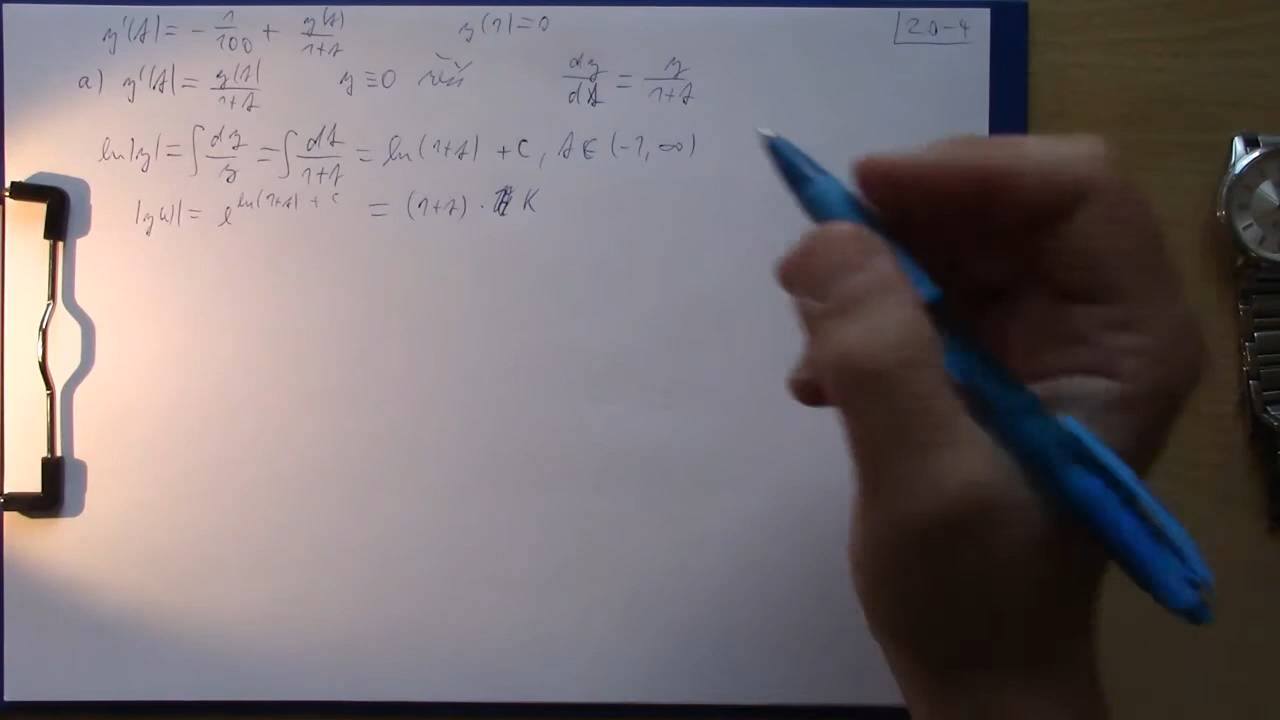 y'(t) = -1/100 + y(t)/(1+t)    y(1) = 0    20-4
a) y'(t) = y(t)/(1+t)    y ≡ 0 řeší    dy/dt = y/(1+t)
ln|y| = ∫ dy/y = ∫ dt/(1+t) = ln(1+t) + c, t ∈ (-1, ∞)
|y(t)| = e^(ln(1+t) + c) = (1+t) · K